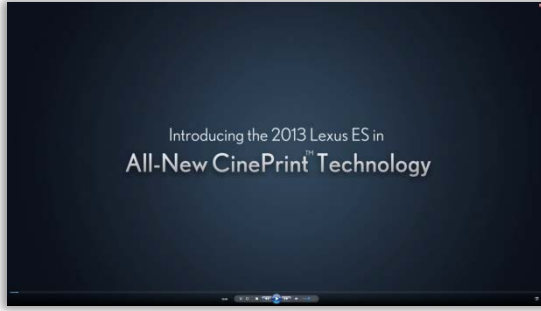 Introducing the 2013 Lexus ES in
All-New CinePrint™ Technology